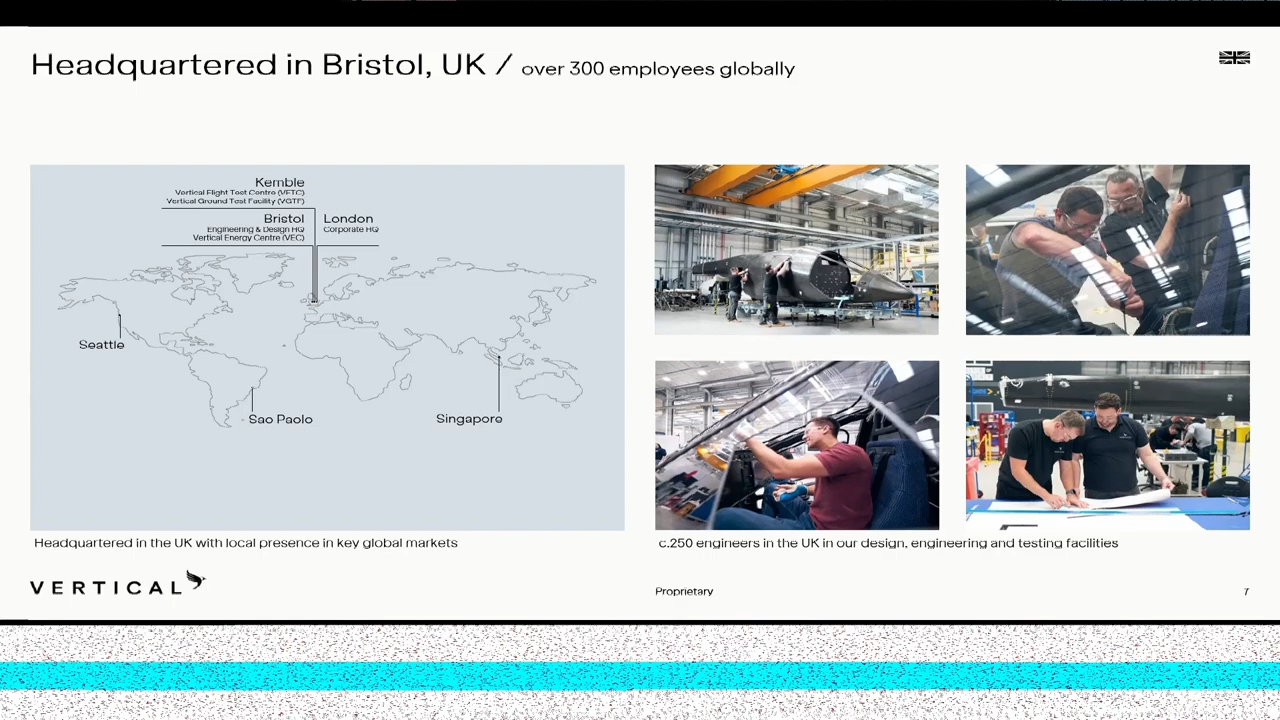 Headquartered in Bristol, UK / over 300 employees globally
Kemble
Vertical Flight Test Centre (VFTC)
Vertical Ground Test Facility (VGTF)
Bristol
Engineering & Design HQ
Vertical Energy Centre (VEC)
London
Corporate HQ
Seattle
Sao Paolo
Singapore
Headquartered in the UK with local presence in key global markets
c.250 engineers in the UK in our design, engineering and testing facilities
VERTICAL
Proprietary
7